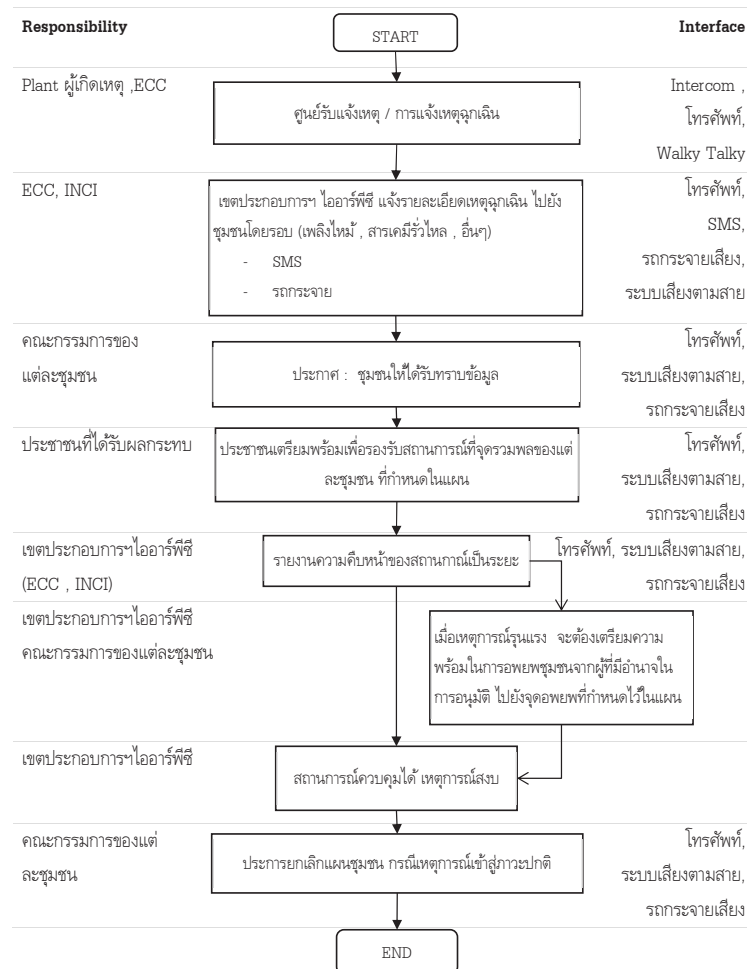 Responsibility
START
Interface
Plant ผู้เกิดเหตุ ,ECC
ศูนย์รับแจ้งเหตุ / การแจ้งเหตุฉุกเฉิน
Intercom ,
โทรศัพท์,
Walky Talky
ECC, INCI
เขตประกอบการฯ ไออาร์พีซี แจ้งรายละเอียดเหตุฉุกเฉิน ไปยัง
ชุมชนโดยรอบ (เพลิงไหม้ , สารเคมีรั่วไหล , อื่นๆ)
- SMS
- รถกระจาย
โทรศัพท์,
SMS,
รถกระจายเสียง,
ระบบเสียงตามสาย
คณะกรรมการของ
แต่ละชุมชน
ประกาศ : ชุมชนให้ได้รับทราบข้อมูล
โทรศัพท์,
ระบบเสียงตามสาย,
รถกระจายเสียง
ประชาชนที่ได้รับผลกระทบ
ประชาชนเตรียมพร้อมเพื่อรองรับสถานการณ์ที่จุดรวมพลของแต่
ละชุมชน ที่กำหนดในแผน
โทรศัพท์,
ระบบเสียงตามสาย,
รถกระจายเสียง
เขตประกอบการฯไออาร์พีซี
(ECC , INCI)
รายงานความคืบหน้าของสถานกาณ์เป็นระยะ
โทรศัพท์, ระบบเสียงตามสาย,
รถกระจายเสียง
เขตประกอบการฯไออาร์พีซี
คณะกรรมการของแต่ละชุมชน
เมื่อเหตุการณ์รุนแรง จะต้องเตรียมความ
พร้อมในการอพยพชุมชนจากผู้ที่มีอำนาจใน
การอนุมัติ ไปยังจุดอพยพที่กำหนดไว้ในแผน
เขตประกอบการฯไออาร์พีซี
สถานการณ์ควบคุมได้ เหตุการณ์สงบ
คณะกรรมการของแต่
ละชุมชน
ประการยกเลิกแผนชุมชน กรณีเหตุการณ์เข้าสู่ภาวะปกติ
โทรศัพท์,
ระบบเสียงตามสาย,
รถกระจายเสียง
END